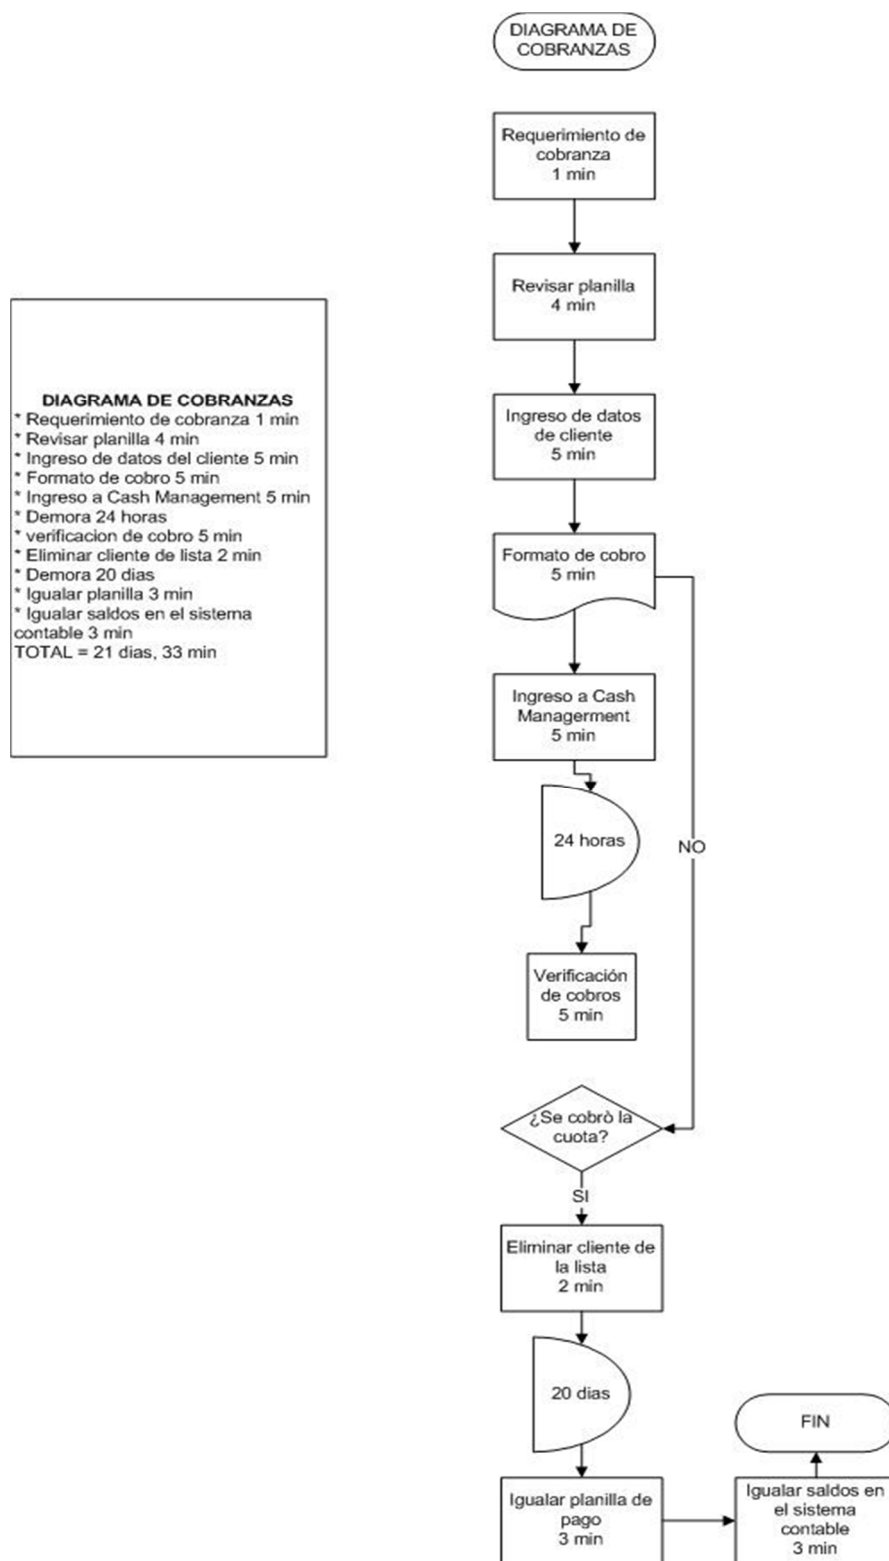 DIAGRAMA DE
COBRANZAS
Requerimiento de
cobranza
1 min
Revisar planilla
4 min
DIAGRAMA DE COBRANZAS
* Requerimiento de cobranza 1 min
* Revisar planilla 4 min
* Ingreso de datos del cliente 5 min
* Formato de cobro 5 min
* Ingreso a Cash Management 5 min
* Demora 24 horas
* verificacion de cobro 5 min
* Eliminar cliente de lista 2 min
* Demora 20 dias
* Igualar planilla 3 min
* Igualar saldos en el sistema
contable 3 min
TOTAL = 21 dias, 33 min
Ingreso de datos
de cliente
5 min
Formato de cobro
5 min
Ingreso a Cash
Managerment
5 min
24 horas
NO
Verificación
de cobros
5 min
¿Se cobrò la
cuota?
SI
Eliminar cliente de
la lista
2 min
20 dias
FIN
Igualar planilla de
pago
3 min
Igualar saldos en
el sistema
contable
3 min